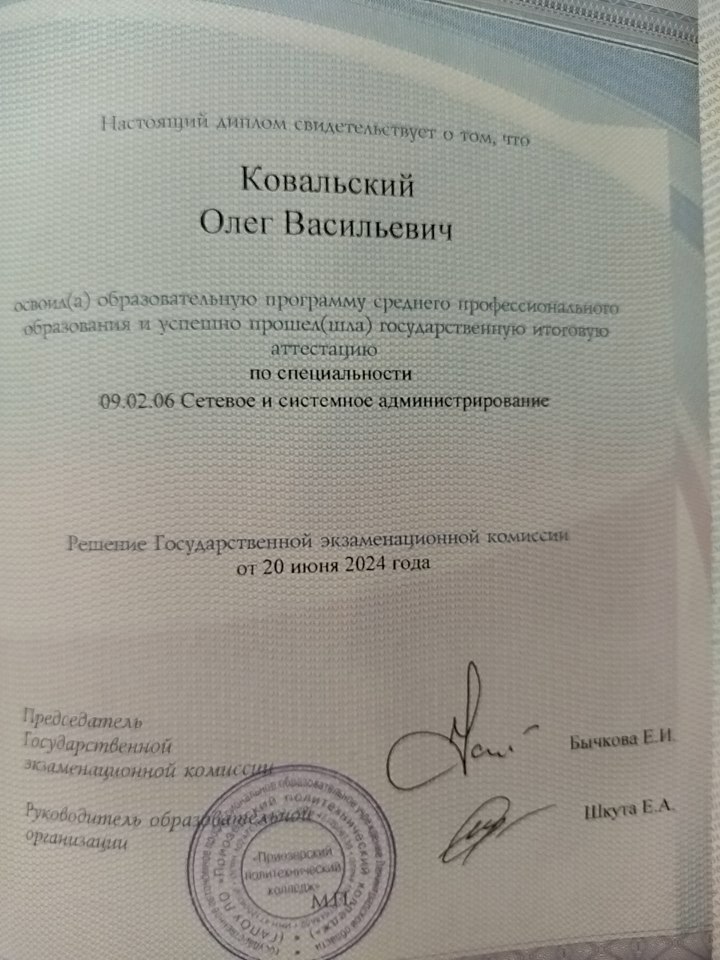 Настоящий диплом свидетельствует о том, что
Ковальский
Олег Васильевич
освоил(а) образовательную программу среднего профессионального
образования и успешно прошел(шла) государственную итоговую
аттестацию
по специальности
09.02.06 Сетевое и системное администрирование
Решение Государственной экзаменационной комиссии
от 20 июня 2024 года
Председатель
Государственной
экзаменационной комиссии
Бычкова Е.И.
Руководитель образовательной
организации
Шкута Е.А.
«Приозерский
политехнический
колледж»
М.П.